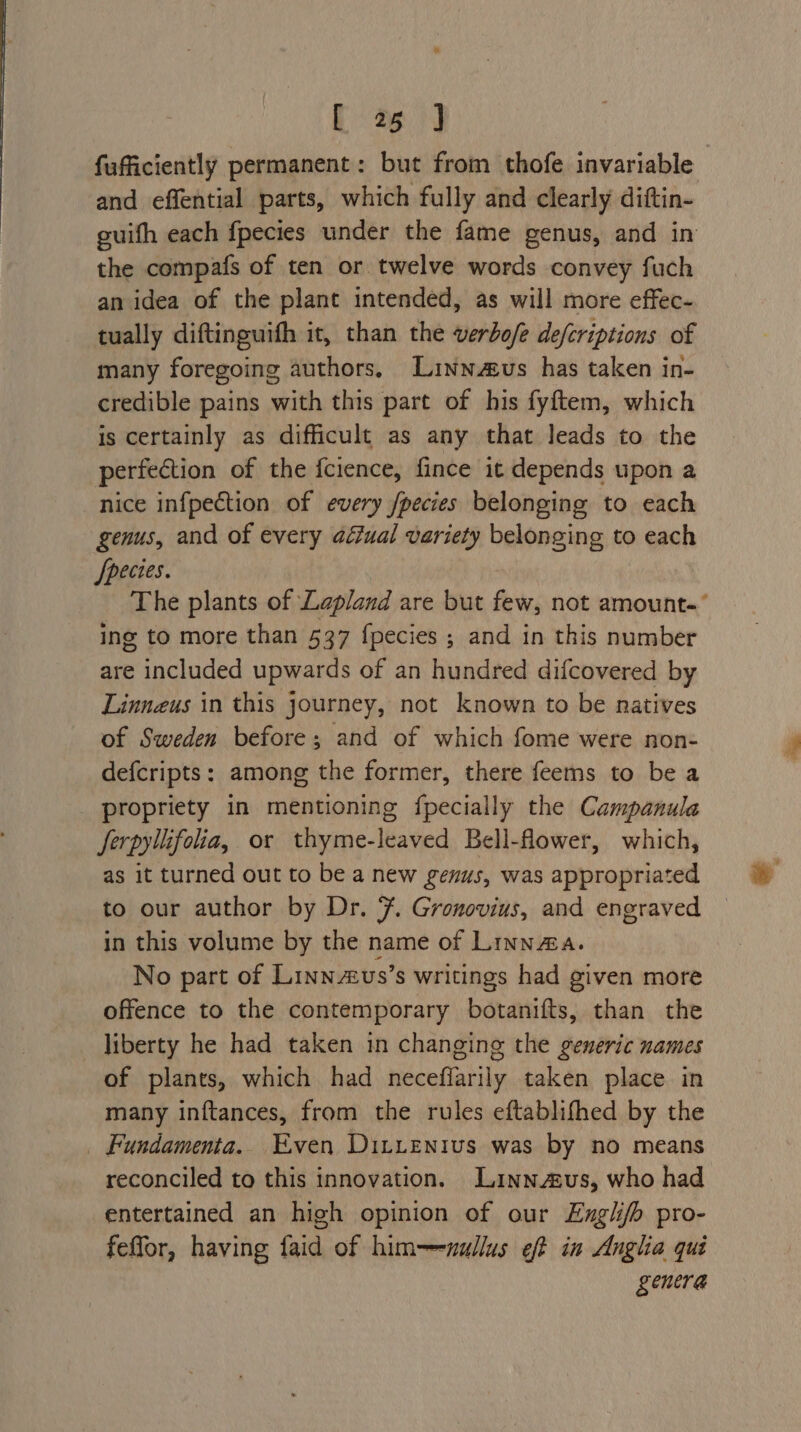 [ 25 ]
ſufficiently permanent: but from thoſe invariable
and eſſential parts, which fully and clearly diſtin-
guiſh each ſpecies under the ſame genus, and in
the compaſs of ten or twelve words convey ſuch
an idea of the plant intended, as will more effec-
tually diſtinguiſh it, than the verboſe deſcriptions of
many foregoing authors. Linnæus has taken in-
credible pains with this part of his ſyſtem, which
is certainly as difficult as any that leads to the
perfection of the ſcience, ſince it depends upon a
nice inſpection of every ſpecies belonging to each
genus, and of every actual variety belonging to each
ſpecies.
The plants of Lapland are but few, not amount-
ing to more than 537 ſpecies ; and in this number
are included upwards of an hundred diſcovered by
Linnæus in this journey, not known to be natives
of Sweden before ; and of which ſome were non-
deſcripts : among the former, there ſeems to be a
propriety in mentioning ſpecially the Campanula
ſerpyllifolia, or thyme-leaved Bell-flower, which,
as it turned out to be a new genus, was appropriated
to our author by Dr. J. Gronovius, and engraved
in this volume by the name of Linnæa.
No part of Linnæus's writings had given more
offence to the contemporary botaniſts, than the
liberty he had taken in changing the generic names
of plants, which had neceſſarily taken place in
many inſtances, from the rules eſtabliſhed by the
Fundamenta. Even Dillenius was by no means
reconciled to this innovation. Linnæus, who had
entertained an high opinion of our Engliſh pro-
feſſor, having ſaid of him—nullus eſt in Anglia qui
genera